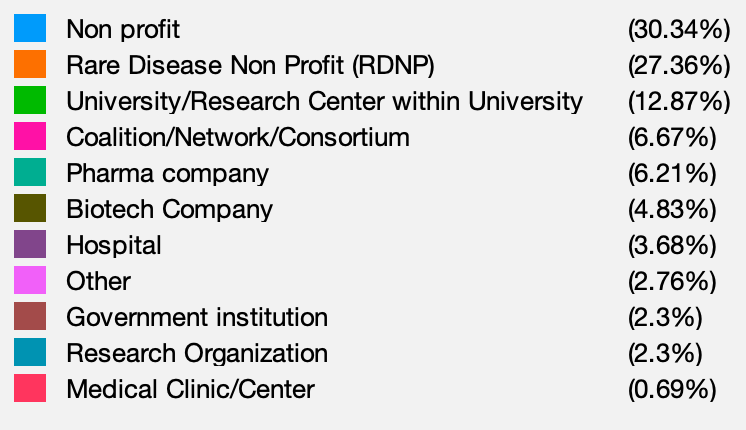 Non profit (30.34%)
Rare Disease Non Profit (RDNP) (27.36%)
University/Research Center within University (12.87%)
Coalition/Network/Consortium (6.67%)
Pharma company (6.21%)
Biotech Company (4.83%)
Hospital (3.68%)
Other (2.76%)
Government institution (2.3%)
Research Organization (2.3%)
Medical Clinic/Center (0.69%)